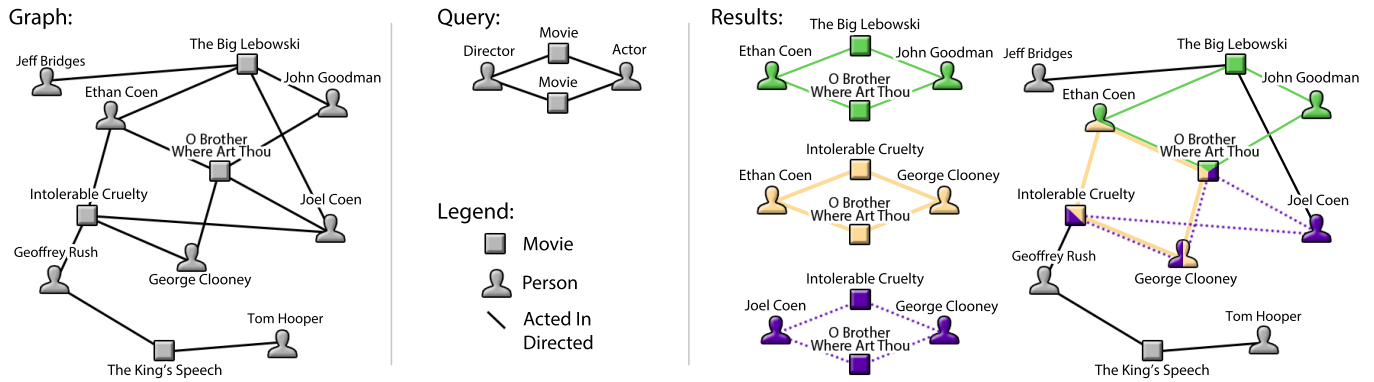 Graph:
The Big Lebowski
Jeff Bridges
John Goodman
Ethan Coen
O Brother
Where Art Thou
Intolerable Cruelty
Joel Coen
Geoffrey Rush
George Clooney
Tom Hooper
The King's Speech
Query:
Movie
Director
Actor
Movie
Legend:
Movie
Person
Acted In
Directed
Results:
The Big Lebowski
Ethan Coen
John Goodman
O Brother
Where Art Thou
Intolerable Cruelty
Ethan Coen
George Clooney
O Brother
Where Art Thou
Intolerable Cruelty
Joel Coen
George Clooney
O Brother
Where Art Thou
The Big Lebowski
Jeff Bridges
John Goodman
Ethan Coen
O Brother
Where Art Thou
Intolerable Cruelty
Joel Coen
Geoffrey Rush
George Clooney
Tom Hooper
The King's Speech